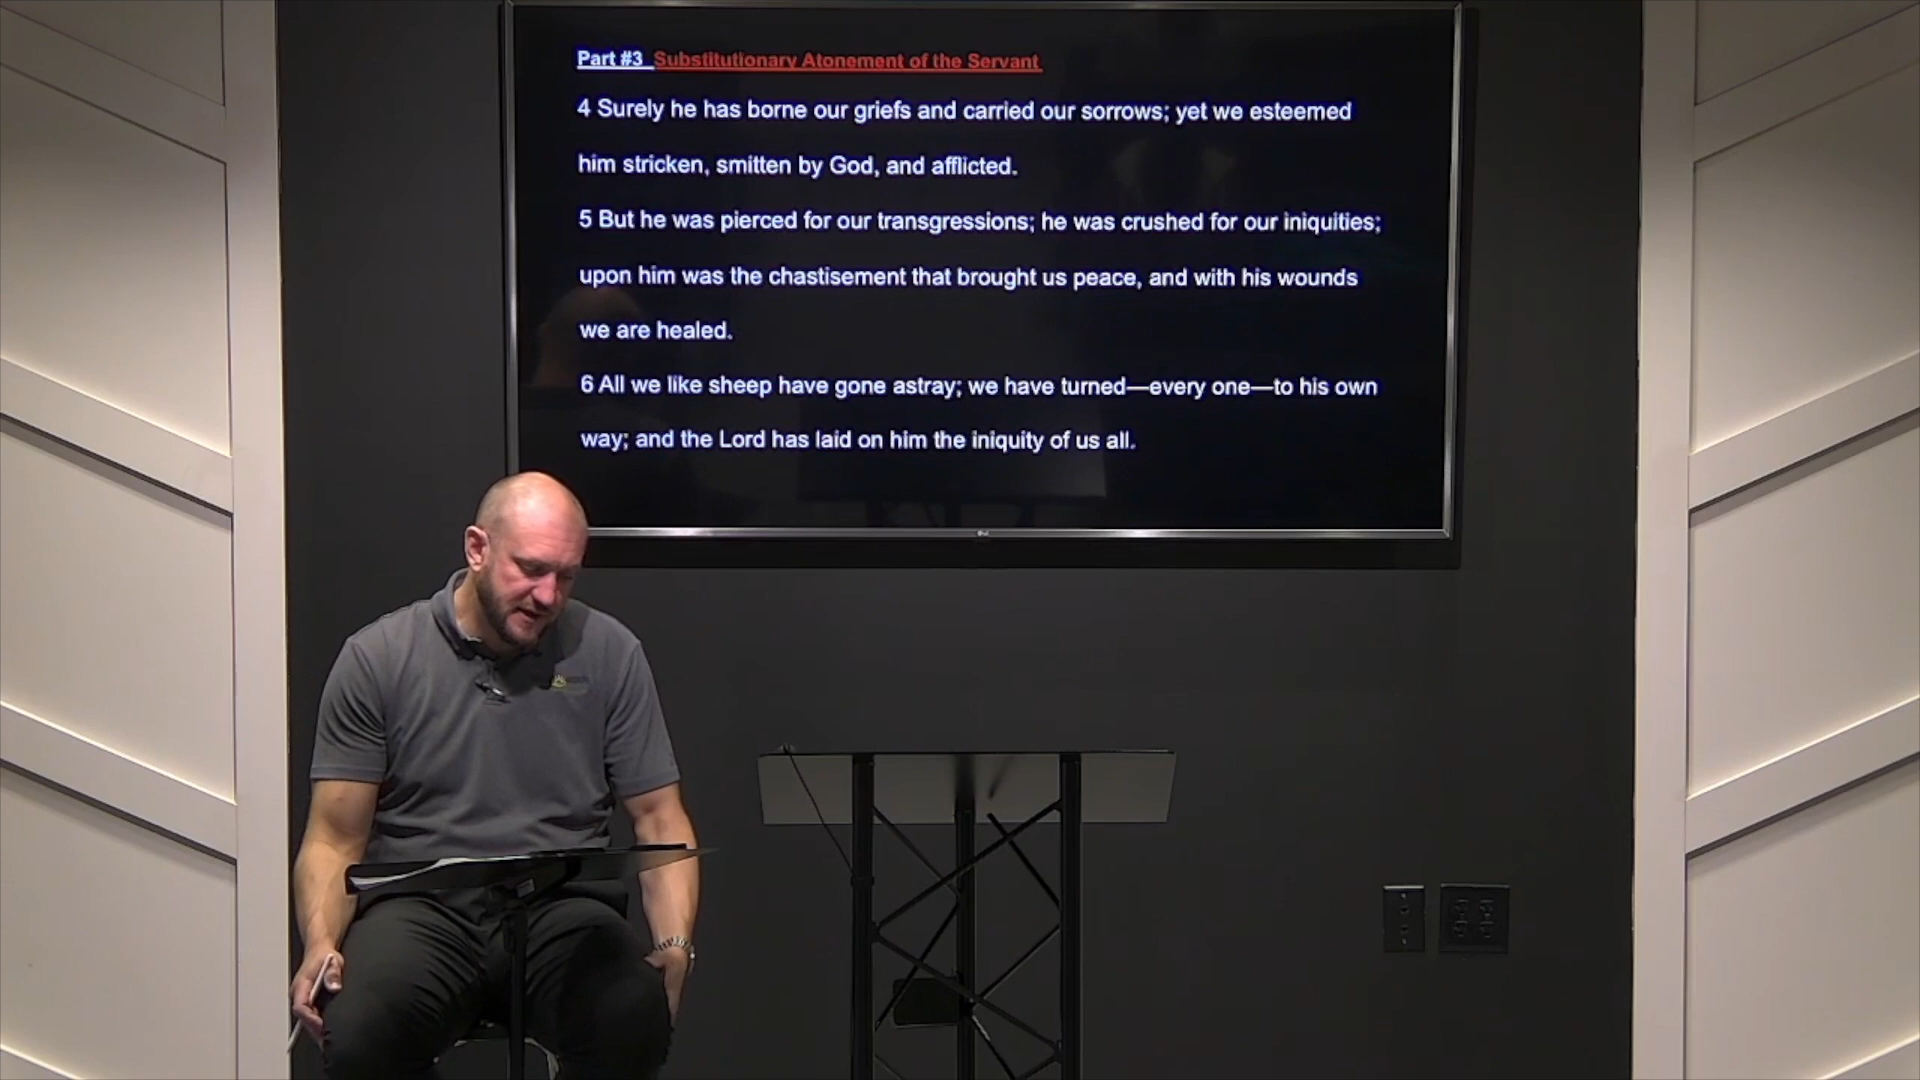 Part #3 Substitutionary Atonement of the Servant
4 Surely he has borne our griefs and carried our sorrows; yet we esteemed
him stricken, smitten by God, and afflicted.
5 But he was pierced for our transgressions; he was crushed for our iniquities;
upon him was the chastisement that brought us peace, and with his wounds
we are healed.
6 All we like sheep have gone astray; we have turned—every one—to his own
way; and the Lord has laid on him the iniquity of us all.